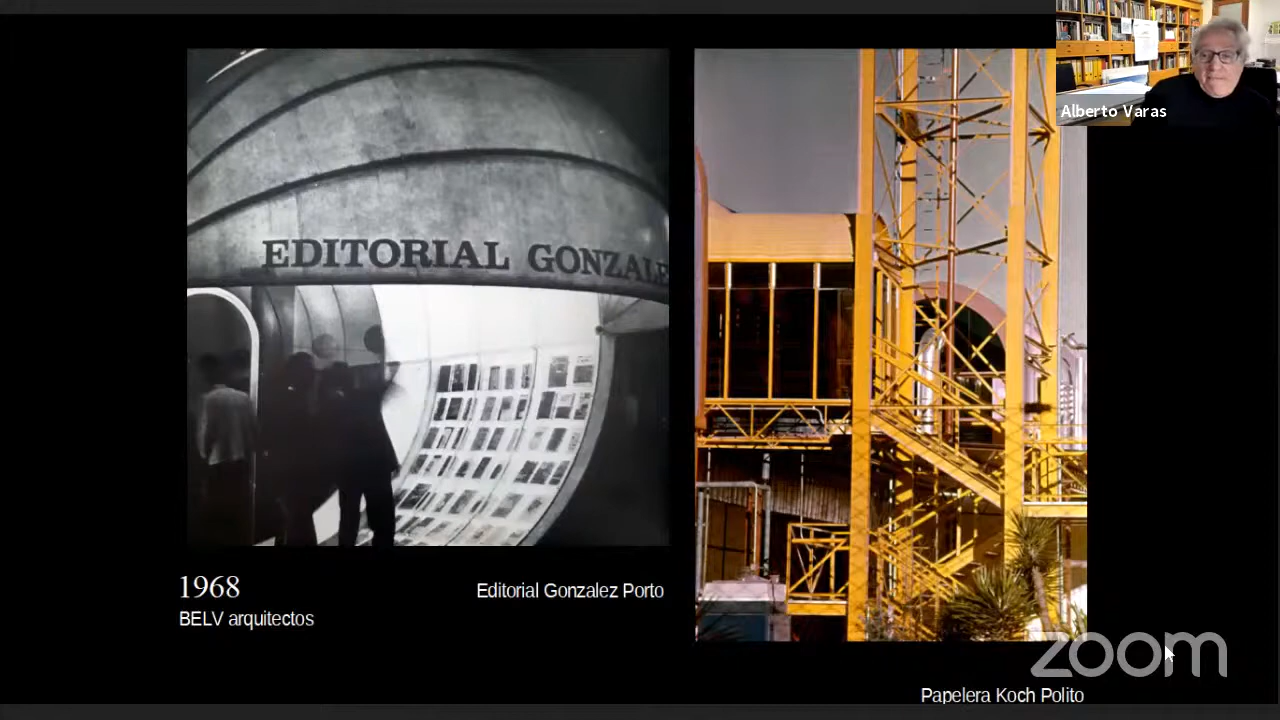 Alberto Varas
EDITORIAL GONZALE
1968
Editorial Gonzalez Porto
BELV arquitectos
zoom
Papelera Koch Polito